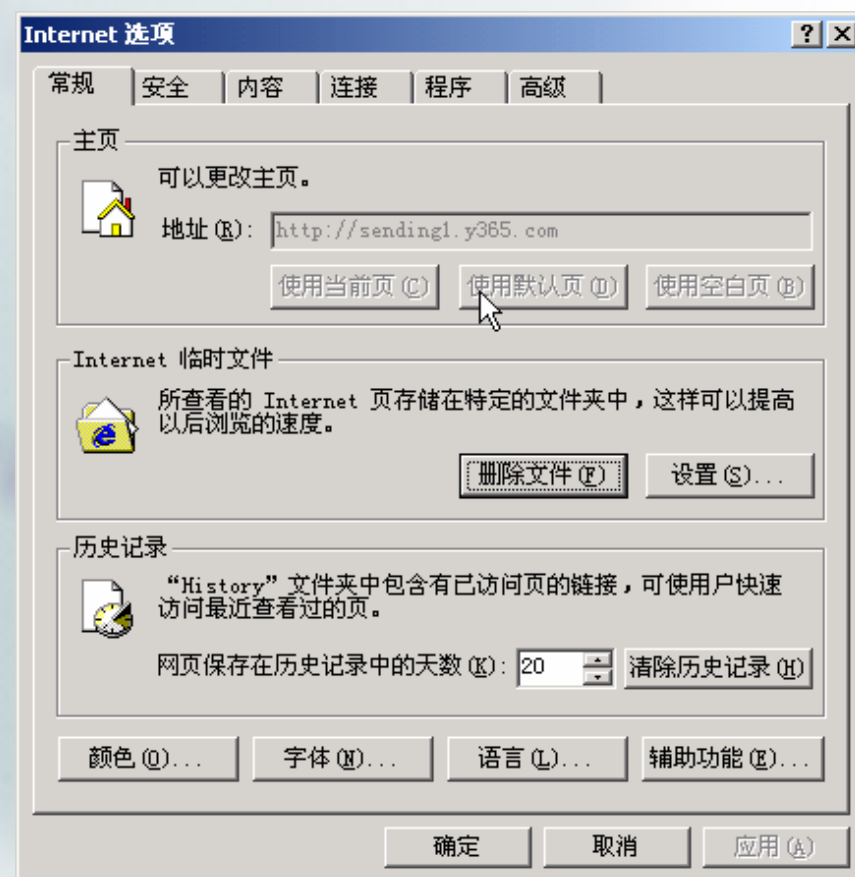 Internet 选项
常规 安全 内容 连接 程序 高级
主页
可以更改主页。
地址(R): http://sending1.y365.com
使用当前页(C) 使用默认页(D) 使用空白页(B)
Internet 临时文件
所查看的 Internet 页存储在特定的文件夹中，这样可以提高
以后浏览的速度。
删除文件(F) 设置(S)...
历史记录
“History”文件夹中包含有已访问页的链接，可使用户快速
访问最近查看过的页。
网页保存在历史记录中的天数(K): 20 清除历史记录(H)
颜色(O)... 字体(N)... 语言(L)... 辅助功能(E)...
确定 取消 应用(A)